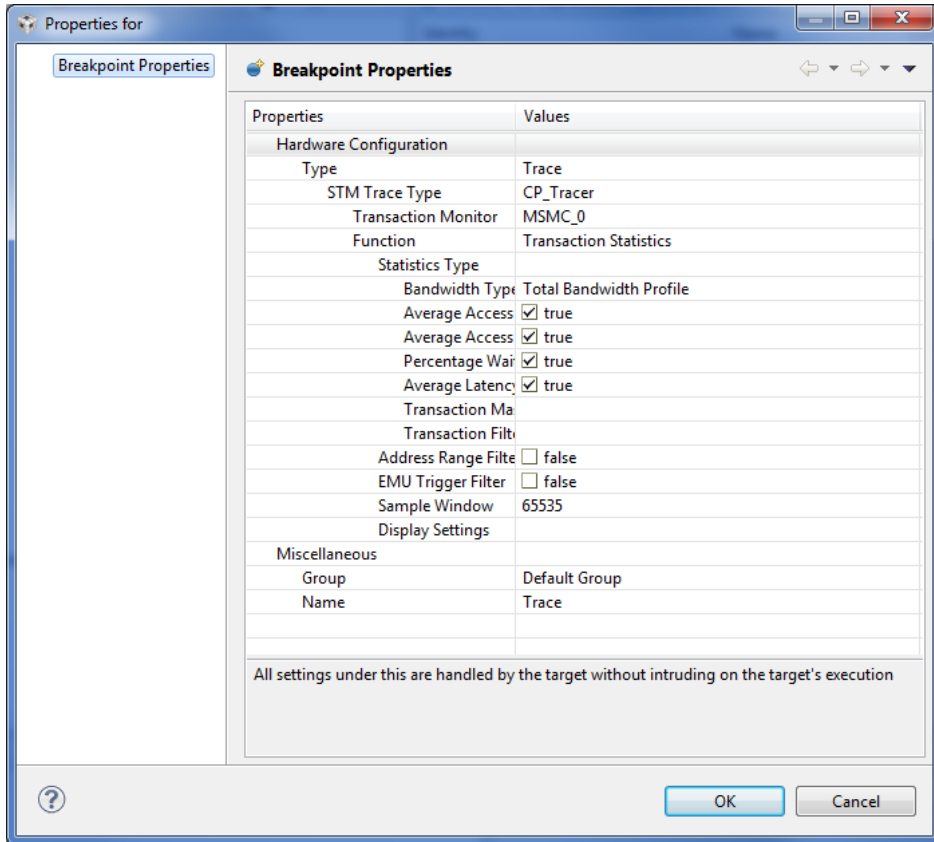 Properties for
Breakpoint Properties
Breakpoint Properties
Properties Values
Hardware Configuration
Type Trace
STM Trace Type CP_Tracer
Transaction Monitor MSMC_0
Function Transaction Statistics
Statistics Type
Bandwidth Type Total Bandwidth Profile
Average Access true
Average Access true
Percentage Wai true
Average Latency true
Transaction Ma
Transaction Filt
Address Range Filte false
EMU Trigger Filter false
Sample Window 65535
Display Settings
Miscellaneous
Group Default Group
Name Trace
All settings under this are handled by the target without intruding on the target's execution
?
OK Cancel